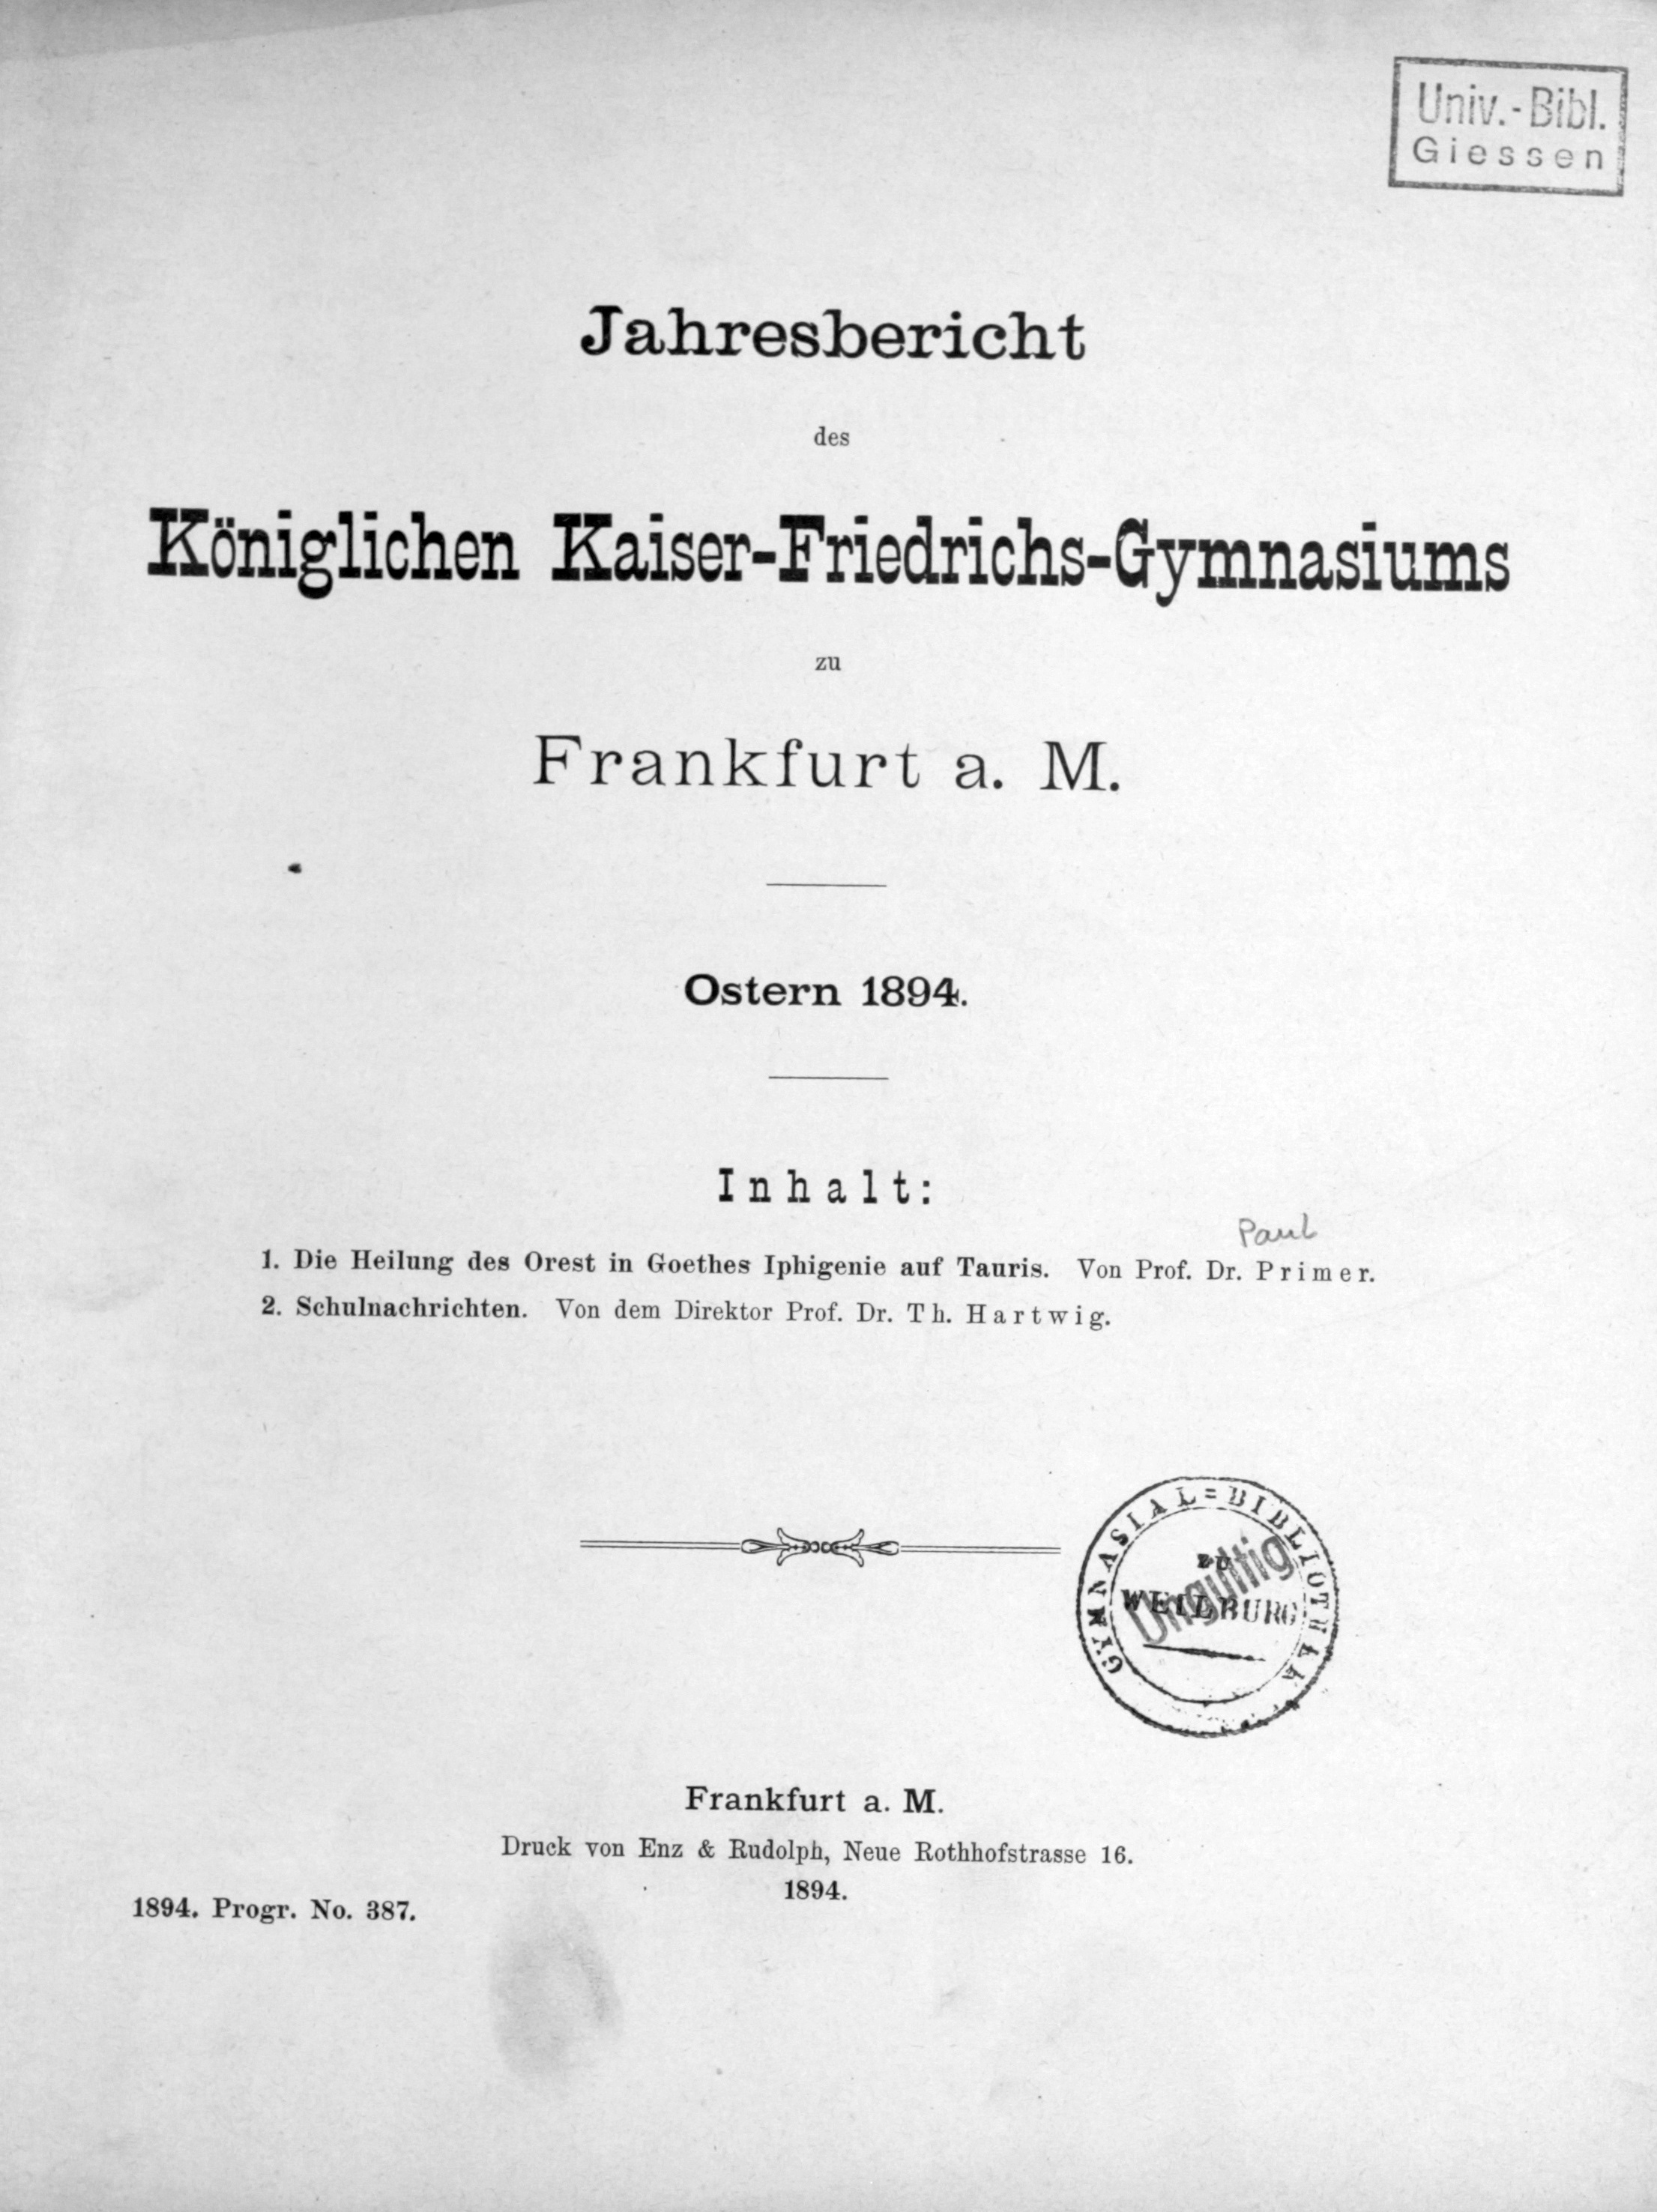 Univ.-Bibl.
Giessen
Jahresbericht
des
Königlichen Kaiser-Friedrichs-Gymnasiums
zu
Frankfurt a. M.
Ostern 1894.
Inhalt:
Paul
1. Die Heilung des Orest in Goethes Iphigenie auf Tauris. Von Prof. Dr. Primer.
2. Schulnachrichten. Von dem Direktor Prof. Dr. Th. Hartwig.
GYMNASIAL=BIBLIOTHEK
ZU
WEILBURG
Ungültig
Frankfurt a. M.
Druck von Enz & Rudolph, Neue Rothhofstrasse 16.
1894.
1894. Progr. No. 387.